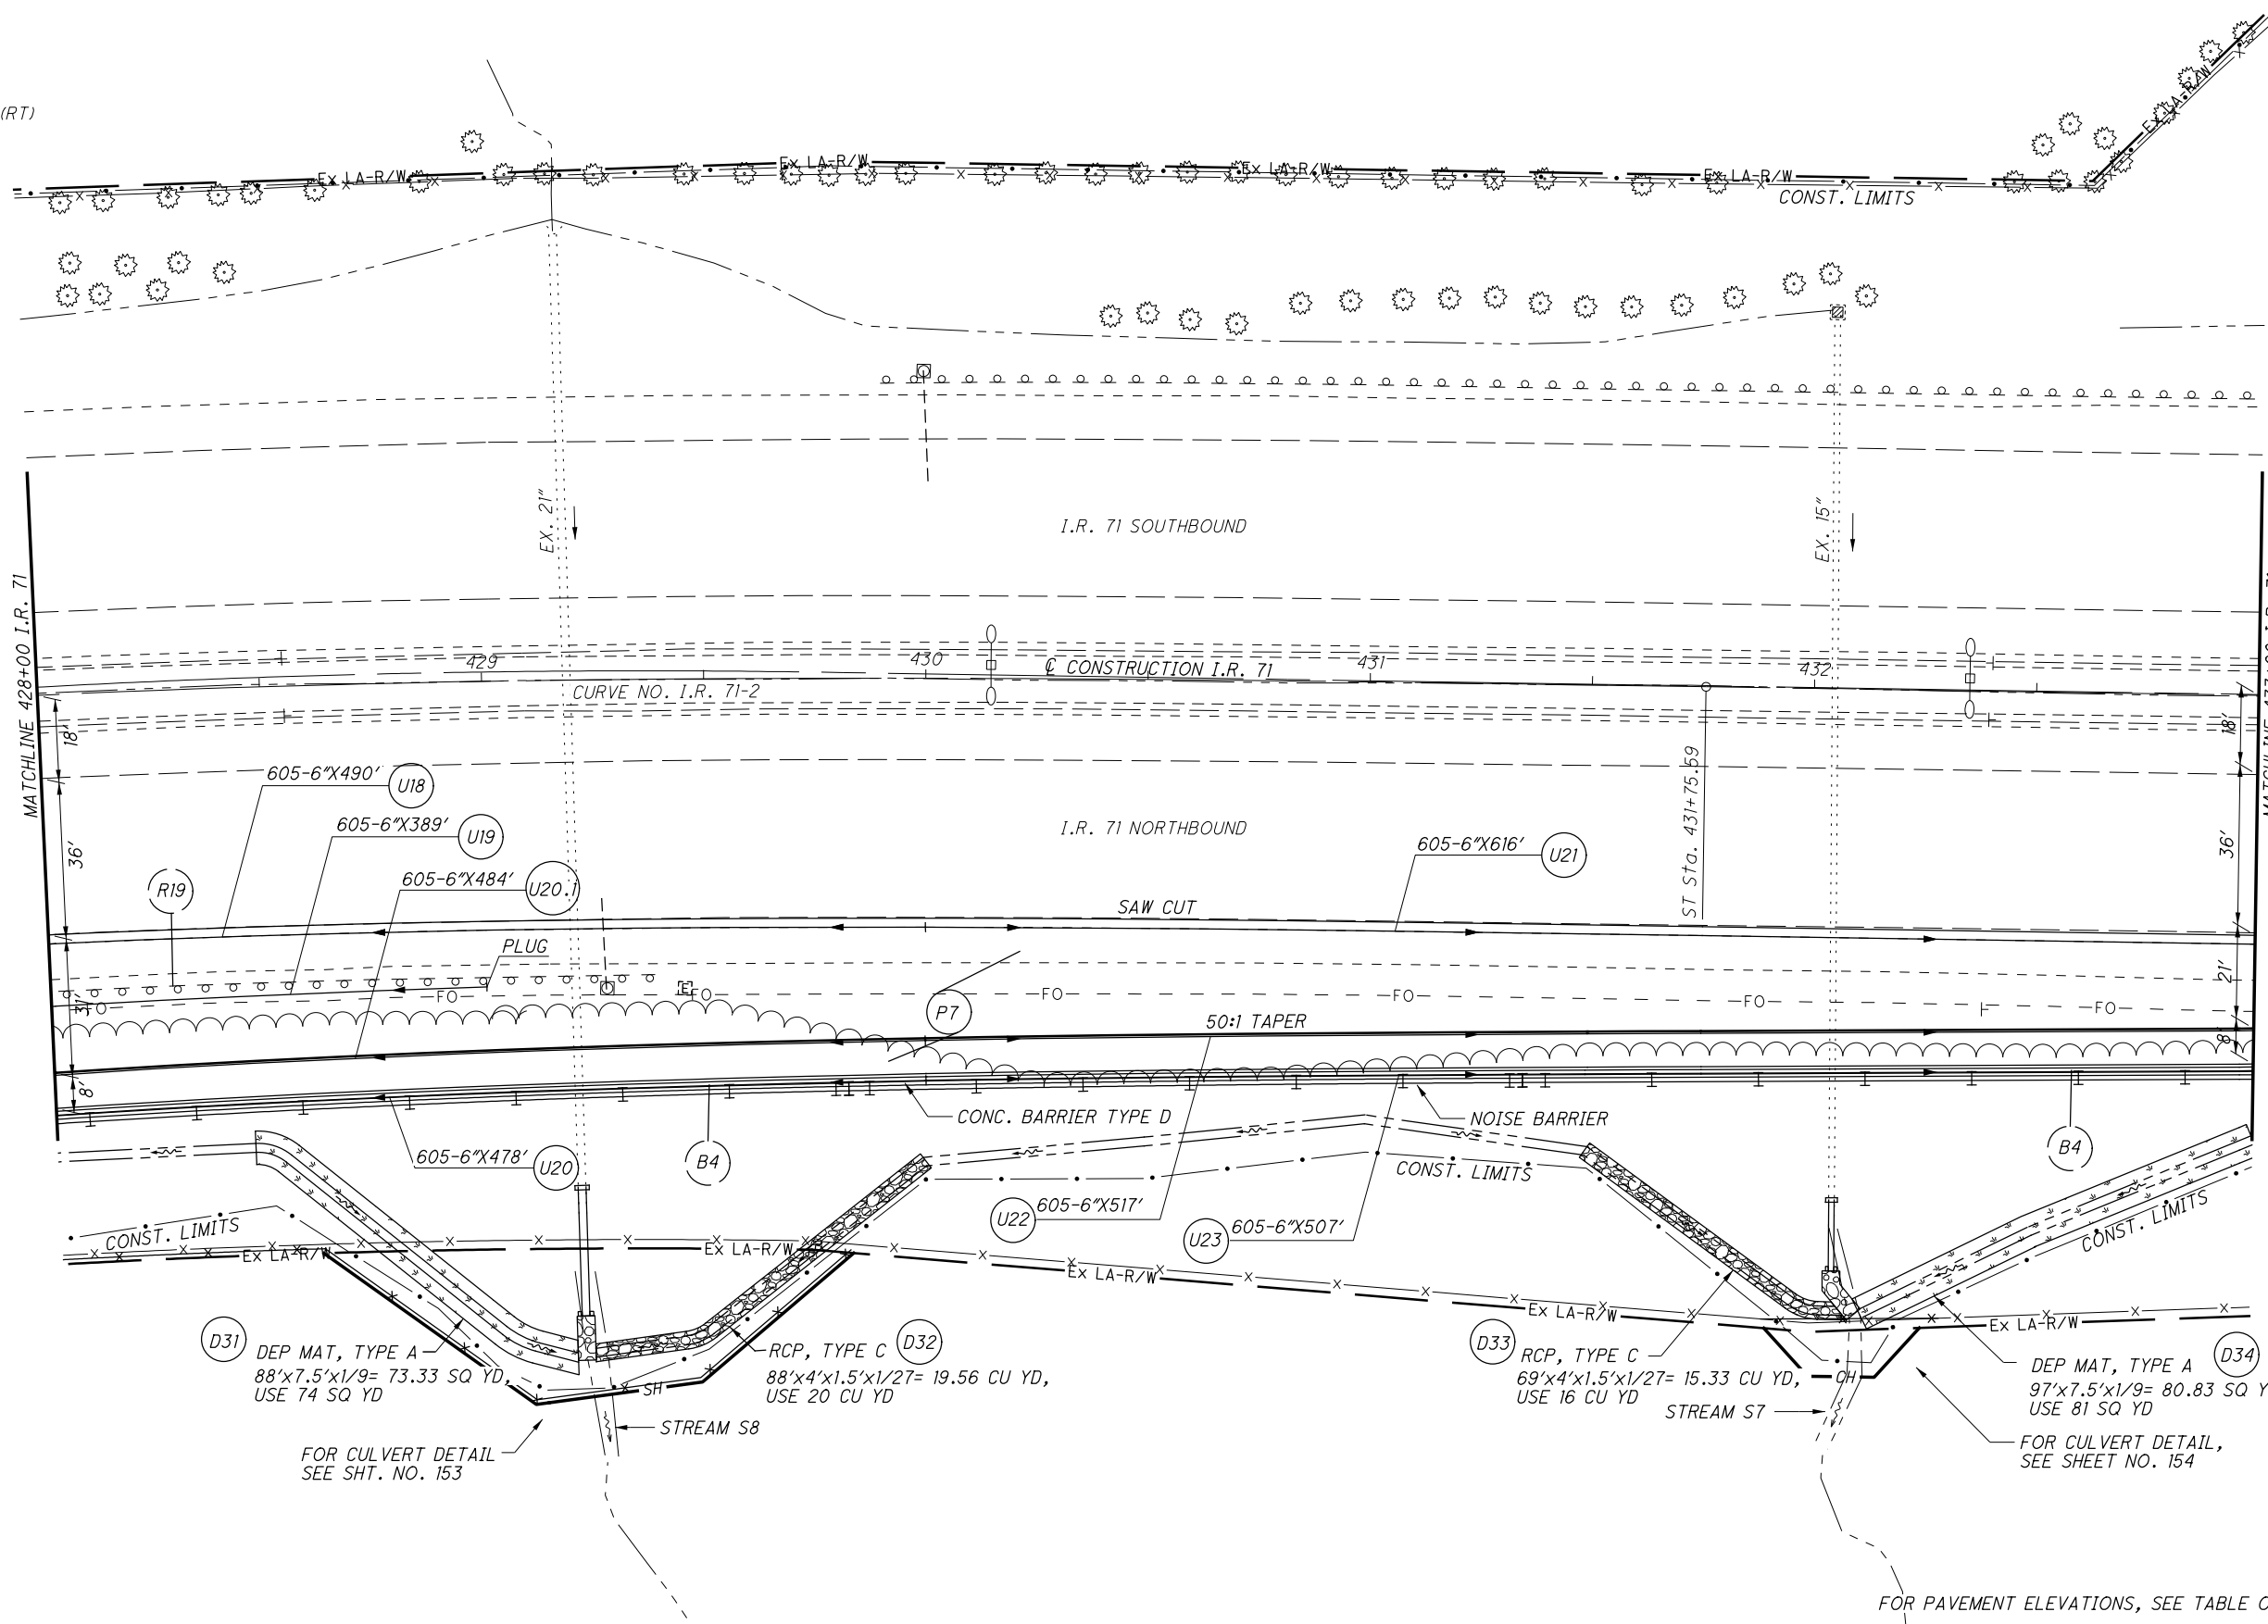 (RT)
Ex LA-R/W
Ex LA-R/W
Ex LA-R/W
Ex LA-R/W
Ex LA-R/W
CONST. LIMITS
EX. 21"
EX. 15"
I.R. 71 SOUTHBOUND
MATCHLINE 428+00 I.R. 71
429
430
℄ CONSTRUCTION I.R. 71
431
432
CURVE NO. I.R. 71-2
18'
18'
ST Sta. 431+75.59
605-6"X490'
U18
605-6"X389'
U19
I.R. 71 NORTHBOUND
605-6"X616'
U21
36'
36'
R19
605-6"X484'
U20.1
SAW CUT
PLUG
31'
21'
FO
FO
FO
FO
FO
FO
FO
E
P7
50:1 TAPER
8'
8'
CONC. BARRIER TYPE D
NOISE BARRIER
605-6"X478'
U20
B4
B4
CONST. LIMITS
U22
605-6"X517'
U23
605-6"X507'
CONST. LIMITS
CONST. LIMITS
Ex LA-R/W
Ex LA-R/W
Ex LA-R/W
Ex LA-R/W
Ex LA-R/W
D31
DEP MAT, TYPE A
88'x7.5'x1/9= 73.33 SQ YD,
USE 74 SQ YD
RCP, TYPE C
D32
88'x4'x1.5'x1/27= 19.56 CU YD,
USE 20 CU YD
D33
RCP, TYPE C
69'x4'x1.5'x1/27= 15.33 CU YD,
USE 16 CU YD
DEP MAT, TYPE A
D34
97'x7.5'x1/9= 80.83 SQ Y
USE 81 SQ YD
SH
CH
STREAM S8
STREAM S7
FOR CULVERT DETAIL
SEE SHT. NO. 153
FOR CULVERT DETAIL,
SEE SHEET NO. 154
FOR PAVEMENT ELEVATIONS, SEE TABLE